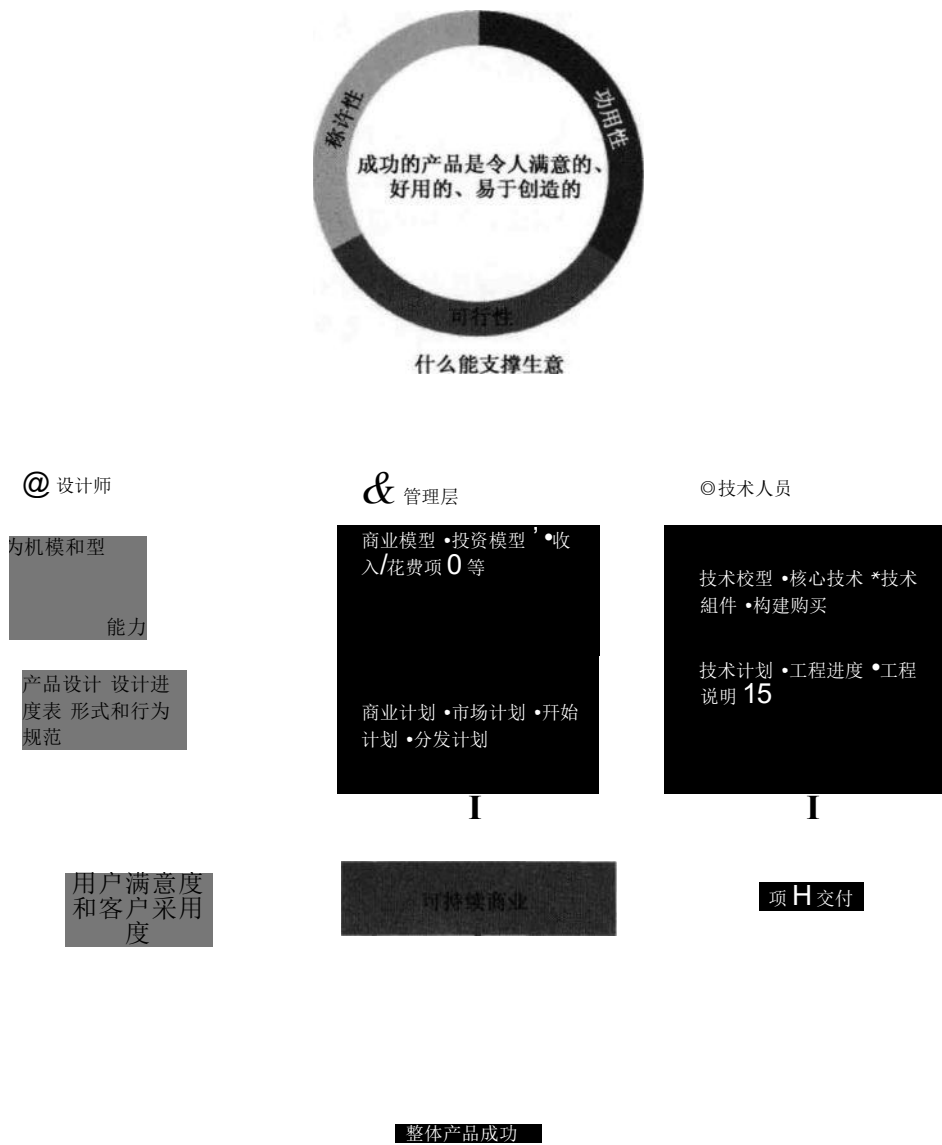 称许性
功用性
成功的产品是令人满意的、
好用的、易于创造的
可行性
什么能支撑生意
@ 设计师
& 管理层
◎技术人员
为机模和型
能力
产品设计 设计进
度表 形式和行为
规范
商业模型 •投资模型 ’ •收
入/花费项 0 等
商业计划 •市场计划 •开始
计划 •分发计划
技术校型 •核心技术 *技术
組件 •构建购买
技术计划 •工程进度 •工程
说明 15
I
I
用户满意度
和客户采用
度
可持续商业
项 H 交付
整体产品成功